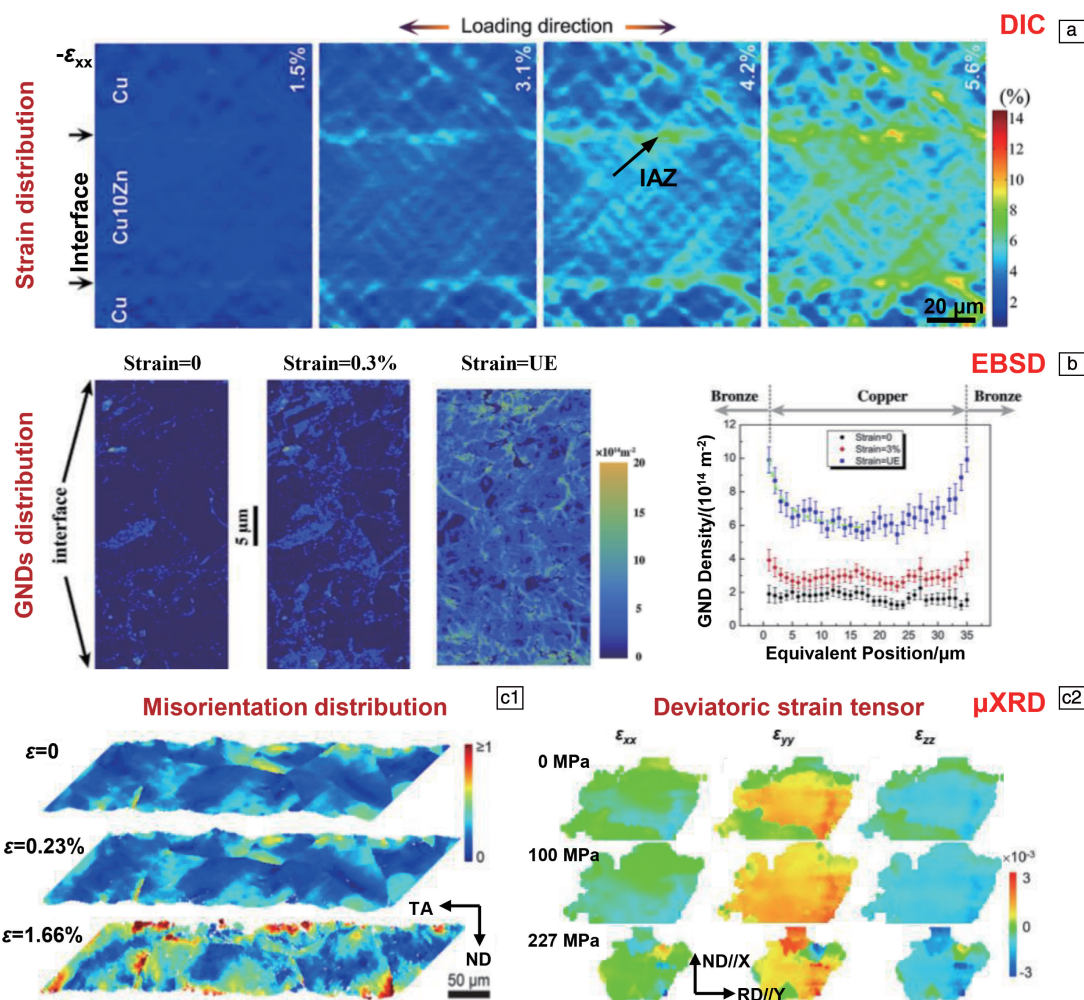 Loading direction
DIC
a
Strain distribution
-εxx
Cu
Cu10Zn
Cu
Interface
1.5%
3.1%
4.2%
5.6%
IAZ
20 μm
(%)
14
12
10
8
6
4
2
EBSD
b
GNDs distribution
interface
Strain=0
Strain=0.3%
Strain=UE
5 μm
×10¹⁴ m⁻²
20
15
10
5
0
Bronze
Copper
Bronze
Strain=0
Strain=3%
Strain=UE
GND Density/(10¹⁴ m⁻²)
12
10
8
6
4
2
0
0 5 10 15 20 25 30 35
Equivalent Position/μm
c1
Misorientation distribution
ε=0
ε=0.23%
ε=1.66%
≥1
0
TA
ND
50 μm
Deviatoric strain tensor
μXRD
c2
εxx εyy εzz
0 MPa
100 MPa
227 MPa
×10⁻³
3
0
-3
ND//X
RD//Y